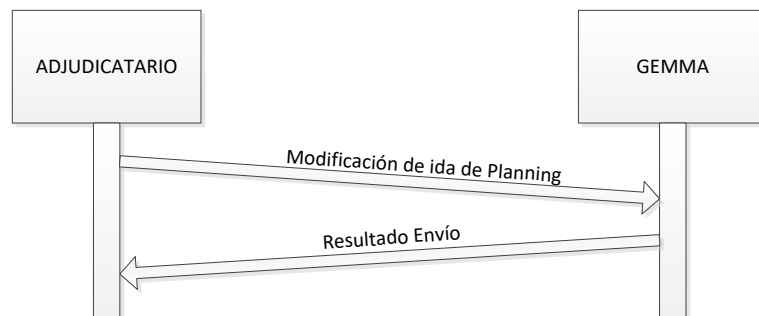 ADJUDICATARIO
GEMMA
Modificación de ida de Planning
Resultado Envío